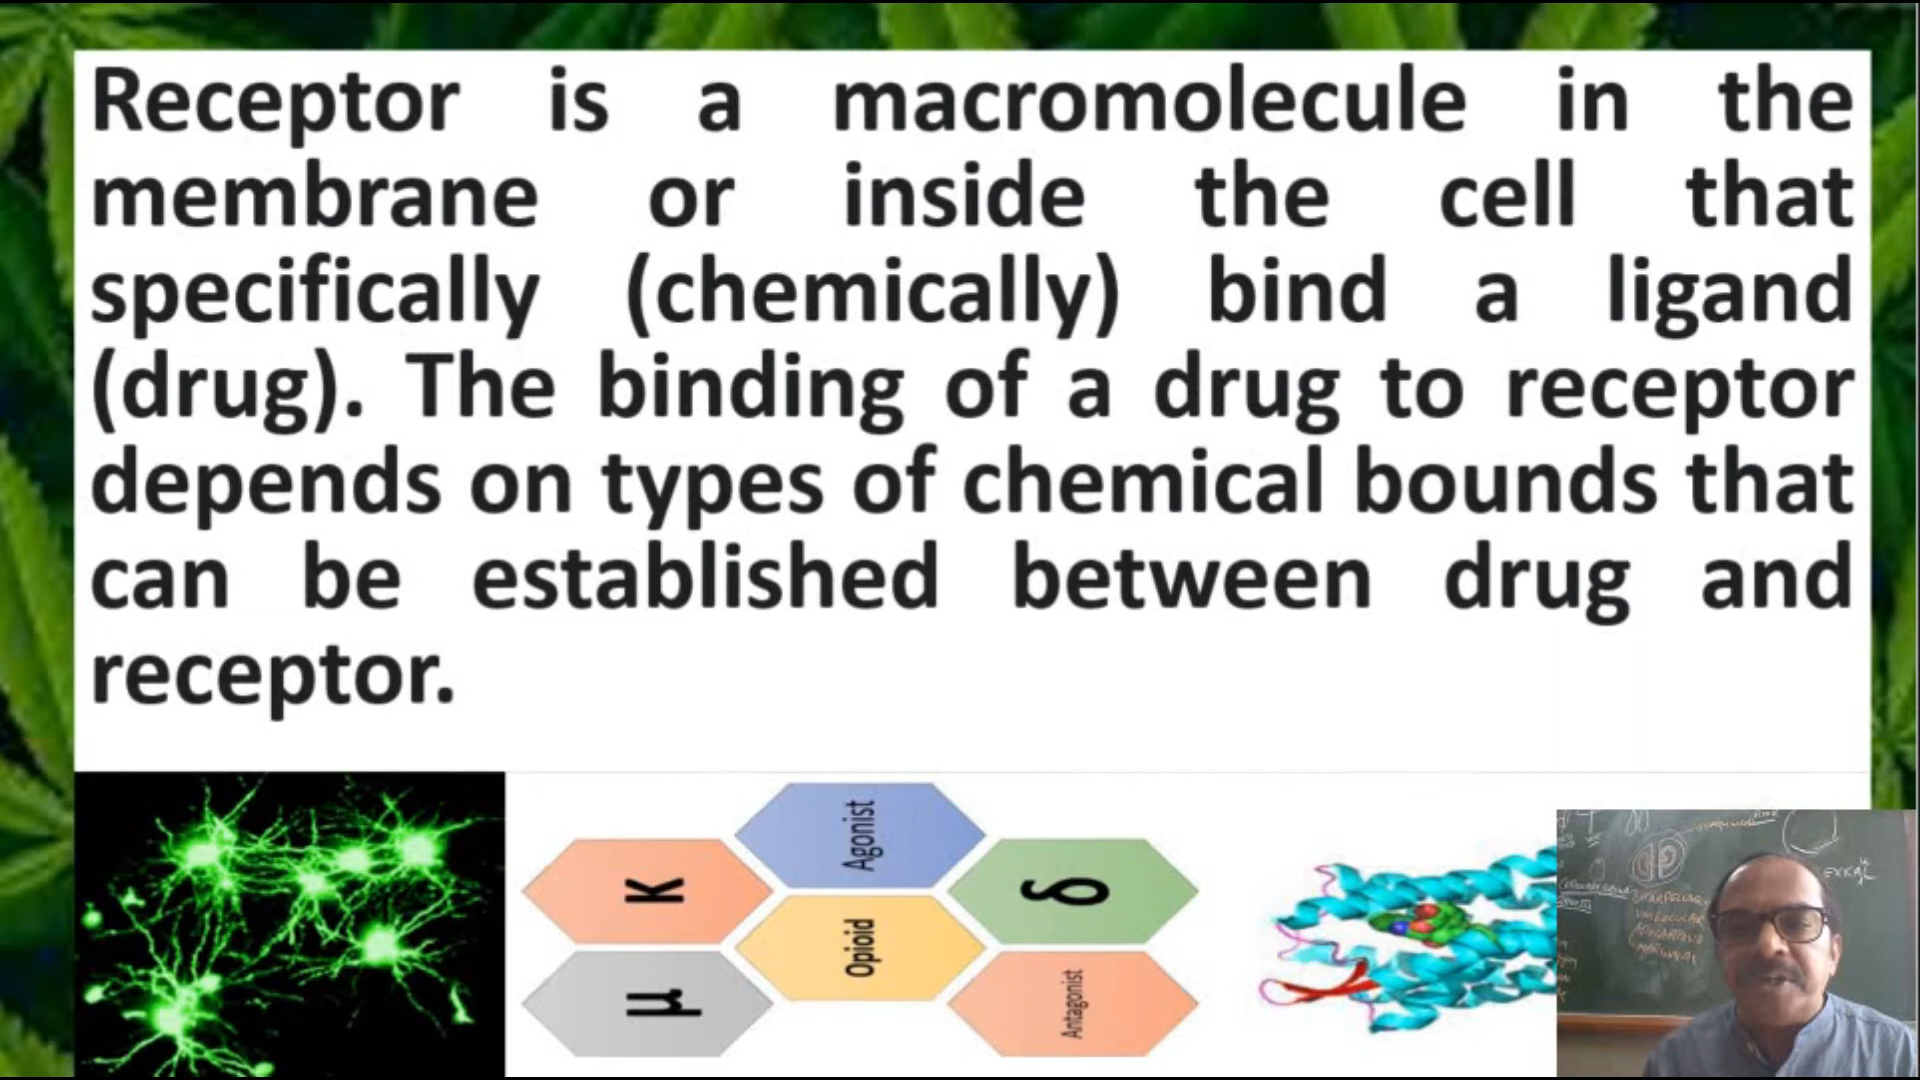 Receptor is a macromolecule in the
membrane or inside the cell that
specifically (chemically) bind a ligand
(drug). The binding of a drug to receptor
depends on types of chemical bounds that
can be established between drug and
receptor.
Agonist
κ
δ
Opioid
μ
Antagonist